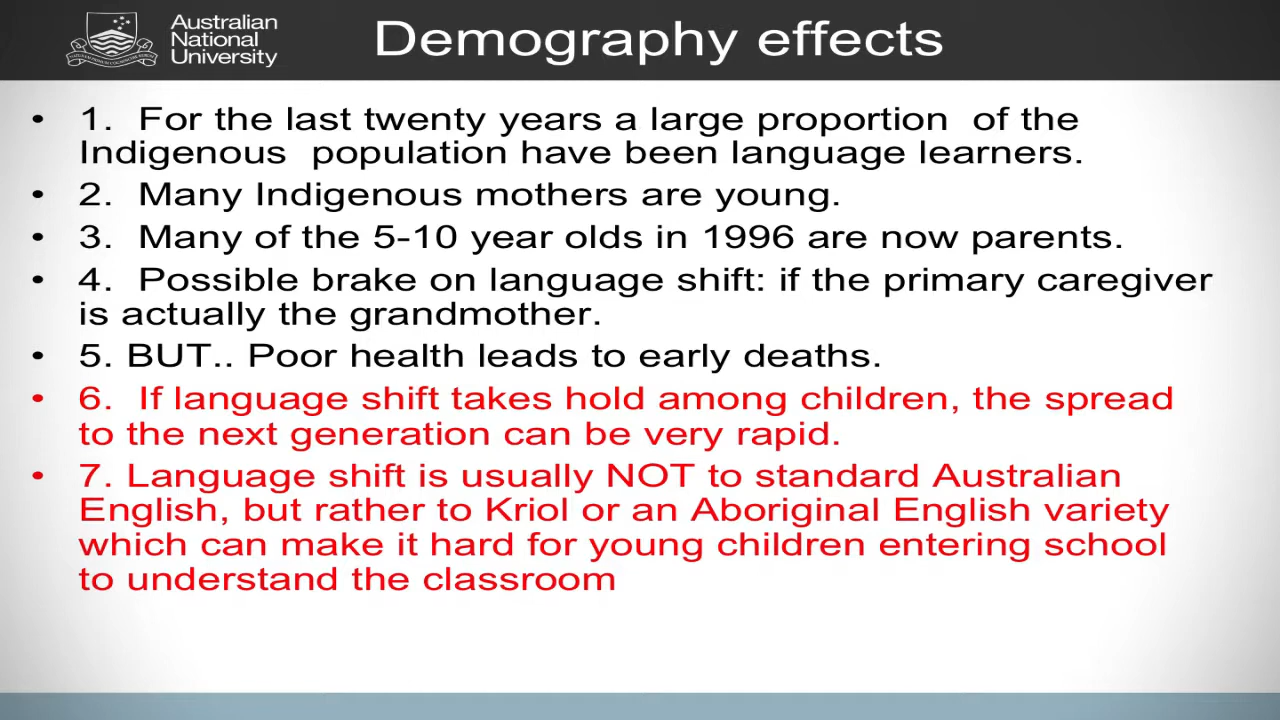 Australian
National
University
Demography effects
• 1. For the last twenty years a large proportion of the
Indigenous population have been language learners.
• 2. Many Indigenous mothers are young.
• 3. Many of the 5-10 year olds in 1996 are now parents.
• 4. Possible brake on language shift: if the primary caregiver
is actually the grandmother.
• 5. BUT.. Poor health leads to early deaths.
• 6. If language shift takes hold among children, the spread
to the next generation can be very rapid.
• 7. Language shift is usually NOT to standard Australian
English, but rather to Kriol or an Aboriginal English variety
which can make it hard for young children entering school
to understand the classroom